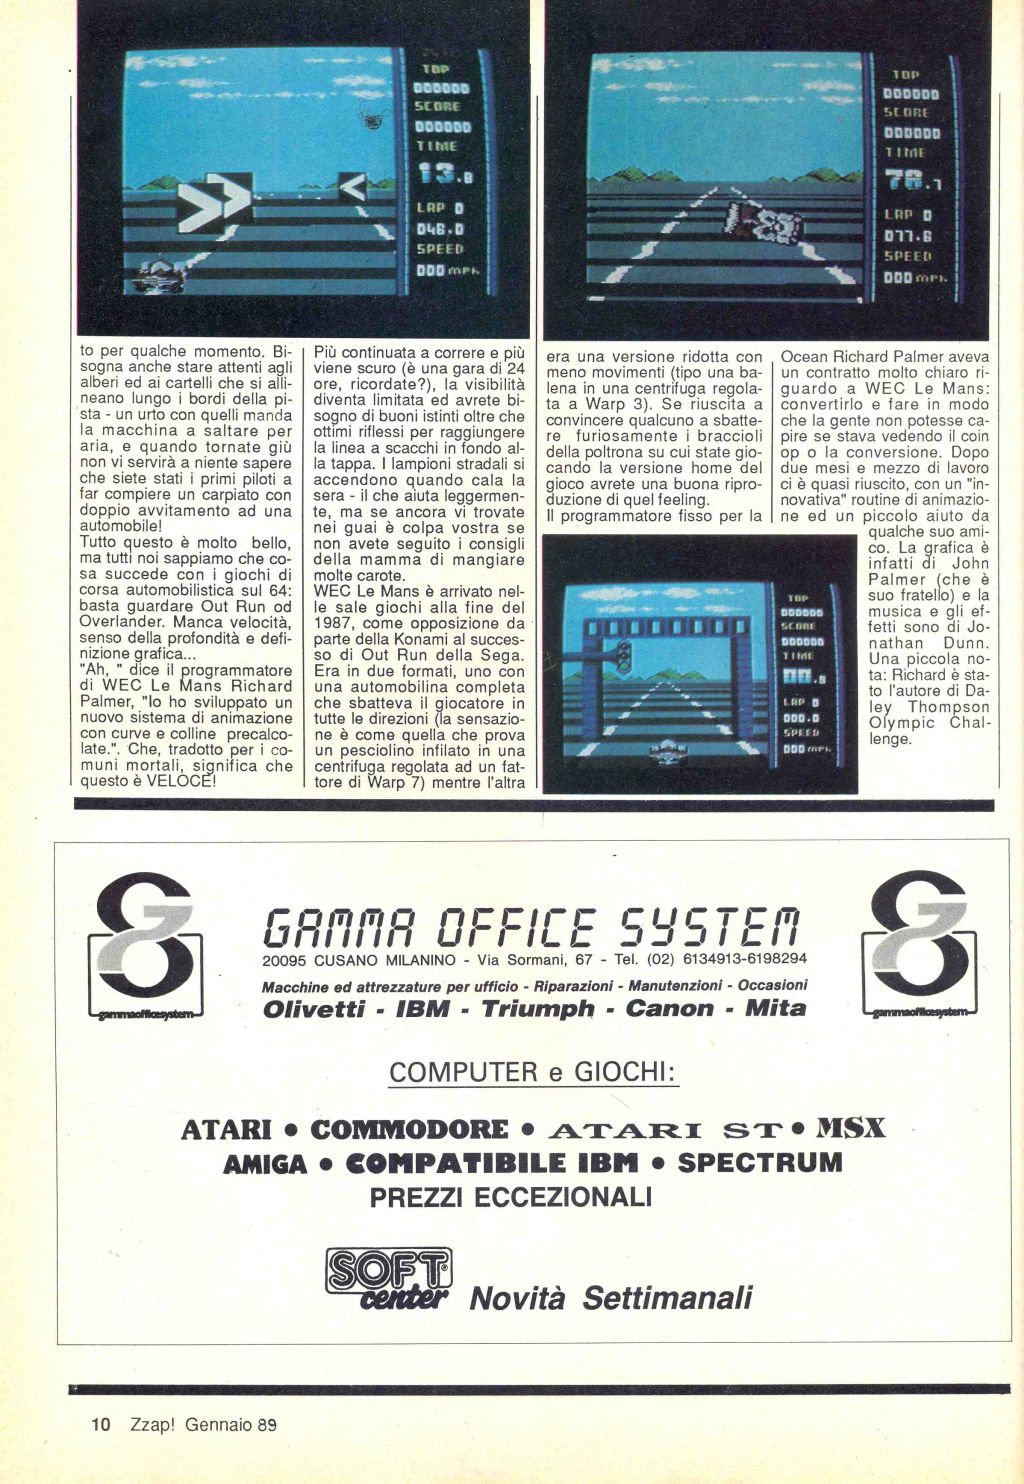 TOP
000000
SCORE
000000
TIME
13.8
LAP 0
046.0
SPEED
000 MPH
TOP
000000
SCORE
000000
TIME
78.1
LAP 0
077.6
SPEED
000 MPH
to per qualche momento. Bi-
sogna anche stare attenti agli
alberi ed ai cartelli che si alli-
neano lungo i bordi della pi-
sta - un urto con quelli manda
la macchina a saltare per
aria, e quando tornate giù
non vi servirà a niente sapere
che siete stati i primi piloti a
far compiere un carpiato con
doppio avvitamento ad una
automobile!
Tutto questo è molto bello,
ma tutti noi sappiamo che co-
sa succede con i giochi di
corsa automobilistica sul 64:
basta guardare Out Run od
Overlander. Manca velocità,
senso della profondità e defi-
nizione grafica...
"Ah, " dice il programmatore
di WEC Le Mans Richard
Palmer, "Io ho sviluppato un
nuovo sistema di animazione
con curve e colline precalco-
late.". Che, tradotto per i co-
muni mortali, significa che
questo è VELOCE!
Più continuata a correre e più
viene scuro (è una gara di 24
ore, ricordate?), la visibilità
diventa limitata ed avrete bi-
sogno di buoni istinti oltre che
ottimi riflessi per raggiungere
la linea a scacchi in fondo al-
la tappa. I lampioni stradali si
accendono quando cala la
sera - il che aiuta leggermen-
te, ma se ancora vi trovate
nei guai è colpa vostra se
non avete seguito i consigli
della mamma di mangiare
molte carote.
WEC Le Mans è arrivato nel-
le sale giochi alla fine del
1987, come opposizione da
parte della Konami al succes-
so di Out Run della Sega.
Era in due formati, uno con
una automobilina completa
che sbatteva il giocatore in
tutte le direzioni (la sensazio-
ne è come quella che prova
un pesciolino infilato in una
centrifuga regolata ad un fat-
tore di Warp 7) mentre l'altra
era una versione ridotta con
meno movimenti (tipo una ba-
lena in una centrifuga regola-
ta a Warp 3). Se riuscita a
convincere qualcuno a sbatte-
re furiosamente i braccioli
della poltrona su cui state gio-
cando la versione home del
gioco avrete una buona ripro-
duzione di quel feeling.
Il programmatore fisso per la
Ocean Richard Palmer aveva
un contratto molto chiaro ri-
guardo a WEC Le Mans:
convertirlo e fare in modo
che la gente non potesse ca-
pire se stava vedendo il coin
op o la conversione. Dopo
due mesi e mezzo di lavoro
ci è quasi riuscito, con un "in-
novativa" routine di animazio-
ne ed un piccolo aiuto da
qualche suo ami-
co. La grafica è
infatti di John
Palmer (che è
suo fratello) e la
musica e gli ef-
fetti sono di Jo-
nathan Dunn.
Una piccola no-
ta: Richard è sta-
to l'autore di Da-
ley Thompson
Olympic Chal-
lenge.
TOP
000000
SCORE
000000
TIME
LAP 0
000.0
SPEED
000 MPH
GAMMA OFFICE SYSTEM
20095 CUSANO MILANINO - Via Sormani, 67 - Tel. (02) 6134913-6198294
Macchine ed attrezzature per ufficio - Riparazioni - Manutenzioni - Occasioni
Olivetti - IBM - Triumph - Canon - Mita
gammaofficesystem
gammaofficesystem
COMPUTER e GIOCHI:
ATARI • COMMODORE • ATARI ST • MSX
AMIGA • COMPATIBILE IBM • SPECTRUM
PREZZI ECCEZIONALI
SOFT
center
Novità Settimanali
10 Zzap! Gennaio 89